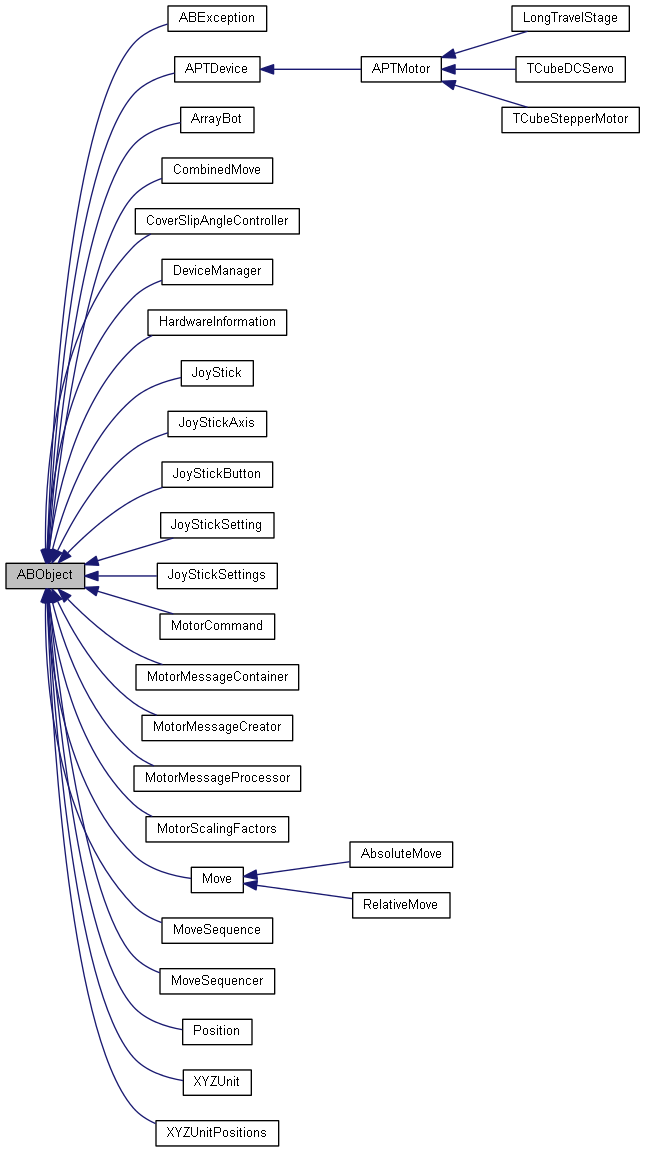 ABException
LongTravelStage
APTDevice
APTMotor
TCubeDCServo
ArrayBot
TCubeStepperMotor
CombinedMove
CoverSlipAngleController
DeviceManager
HardwareInformation
JoyStick
JoyStickAxis
JoyStickButton
JoyStickSetting
ABObject
JoyStickSettings
MotorCommand
MotorMessageContainer
MotorMessageCreator
MotorMessageProcessor
MotorScalingFactors
AbsoluteMove
Move
RelativeMove
MoveSequence
MoveSequencer
Position
XYZUnit
XYZUnitPositions